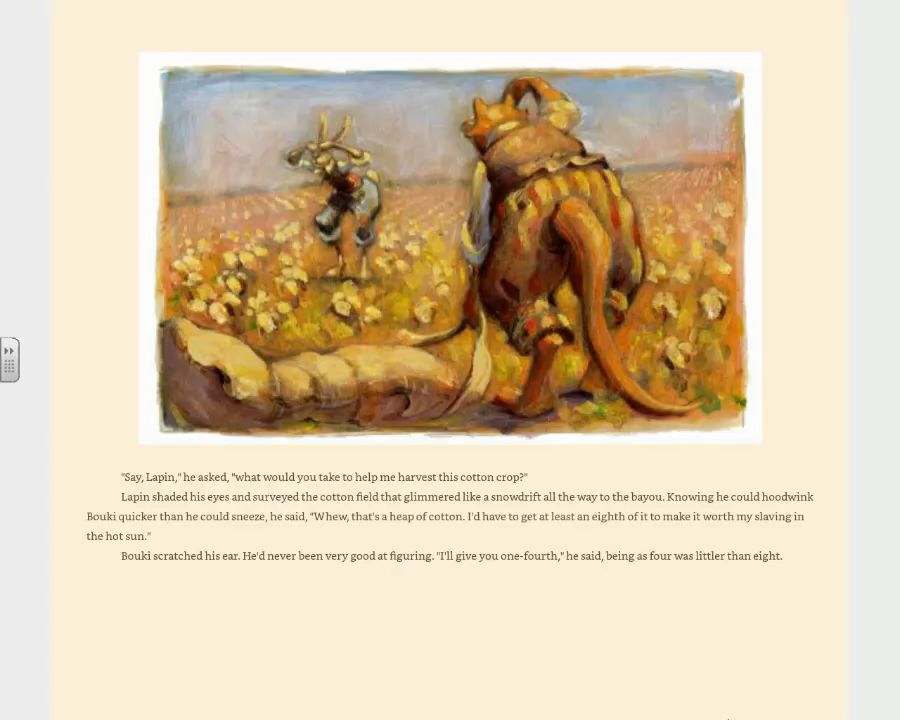 "Say, Lapin," he asked, "what would you take to help me harvest this cotton crop?"
Lapin shaded his eyes and surveyed the cotton field that glimmered like a snowdrift all the way to the bayou. Knowing he could hoodwink
Bouki quicker than he could sneeze, he said, "Whew, that's a heap of cotton. I'd have to get at least an eighth of it to make it worth my slaving in
the hot sun."
Bouki scratched his ear. He'd never been very good at figuring. "I'll give you one-fourth," he said, being as four was littler than eight.